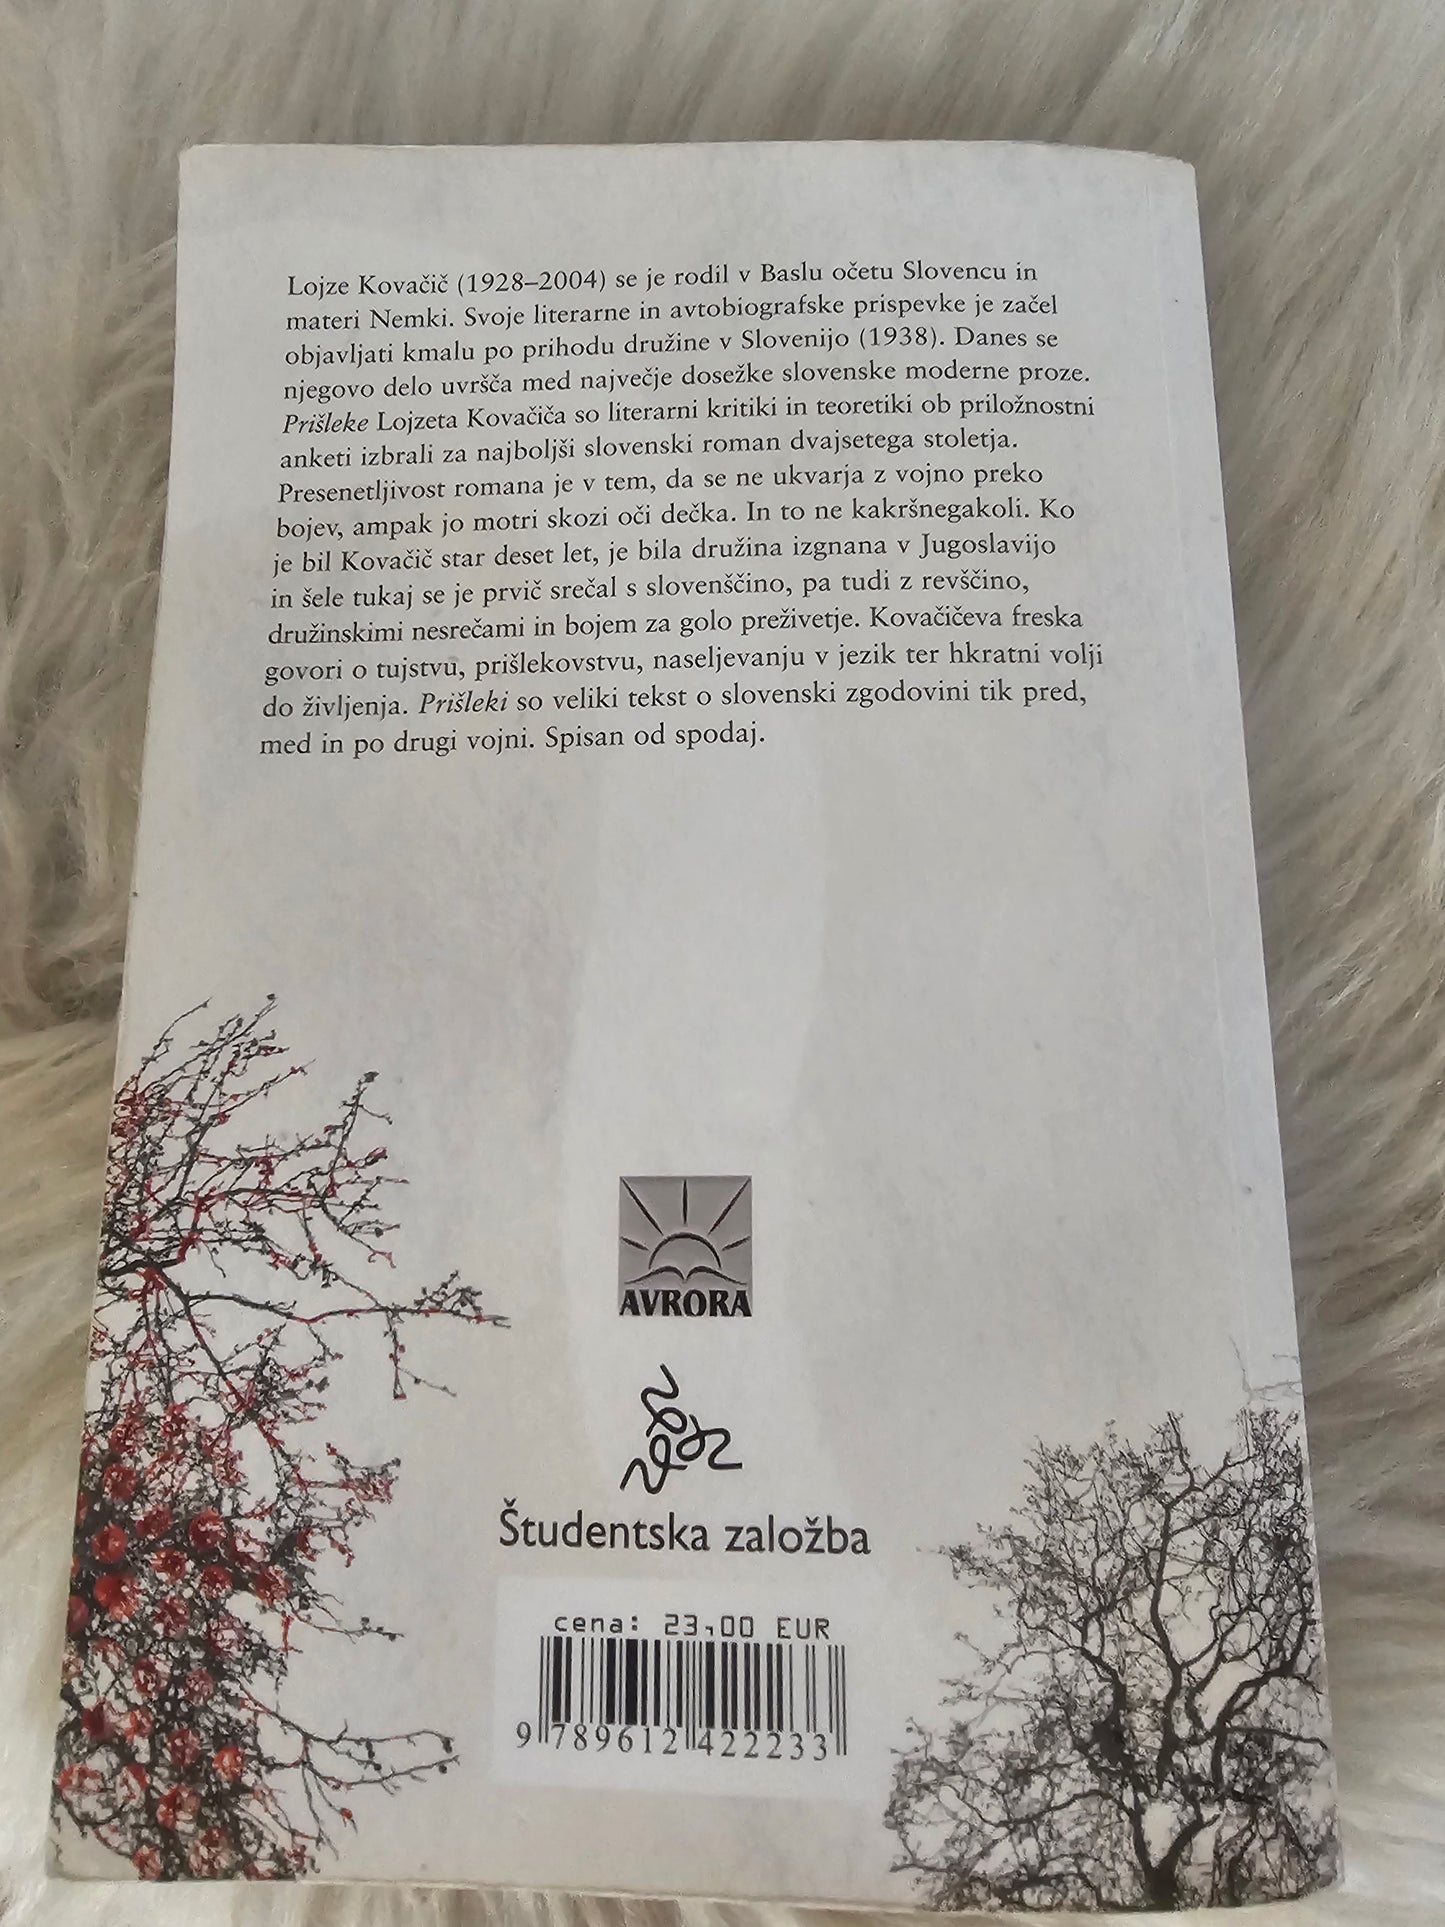 Lojze Kovačič (1928–2004) se je rodil v Baslu očetu Slovencu in
materi Nemki. Svoje literarne in avtobiografske prispevke je začel
objavljati kmalu po prihodu družine v Slovenijo (1938). Danes se
njegovo delo uvršča med največje dosežke slovenske moderne proze.
Prišleke Lojzeta Kovačiča so literarni kritiki in teoretiki ob priložnostni
anketi izbrali za najboljši slovenski roman dvajsetega stoletja.
Presenetljivost romana je v tem, da se ne ukvarja z vojno preko
bojev, ampak jo motri skozi oči dečka. In to ne kakršnegakoli. Ko
je bil Kovačič star deset let, je bila družina izgnana v Jugoslavijo
in šele tukaj se je prvič srečal s slovenščino, pa tudi z revščino,
družinskimi nesrečami in bojem za golo preživetje. Kovačičeva freska
govori o tujstvu, prišlekovstvu, naseljevanju v jezik ter hkratni volji
do življenja. Prišleki so veliki tekst o slovenski zgodovini tik pred,
med in po drugi vojni. Spisan od spodaj.
AVRORA
Študentska založba
cena: 23,00 EUR
9 789612 422233